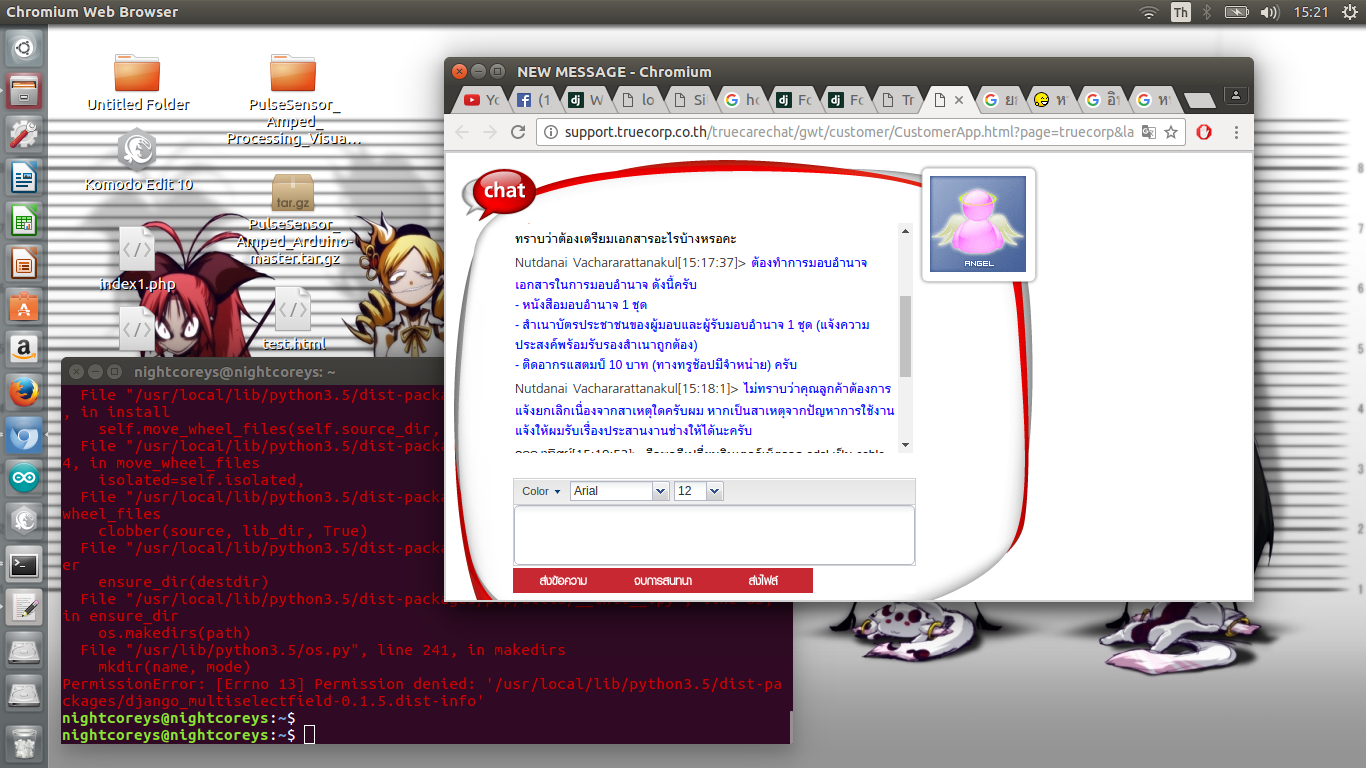 Chromium Web Browser
Th
15:21
Untitled Folder
PulseSensor_
Amped_
Processing_Visua...
Komodo Edit 10
tar.gz
PulseSensor_
Amped_Arduino-
master.tar.gz
index1.php
test.html
NEW MESSAGE - Chromium
support.truecorp.co.th/truecarechat/gwt/customer/CustomerApp.html?page=truecorp&la
chat
ANGEL
ทราบว่าต้องเตรียมเอกสารอะไรบ้างหรอคะ
Nutdanai Vachararattanakul[15:17:37]> ต้องทำการมอบอำนาจ
เอกสารในการมอบอำนาจ ดังนี้ครับ
- หนังสือมอบอำนาจ 1 ชุด
- สำเนาบัตรประชาชนของผู้มอบและผู้รับมอบอำนาจ 1 ชุด (แจ้งความ
ประสงค์พร้อมรับรองสำเนาถูกต้อง)
- ติดอากรแสตมป์ 10 บาท (ทางทรูช้อปมีจำหน่าย) ครับ
Nutdanai Vachararattanakul[15:18:1]> ไม่ทราบว่าคุณลูกค้าต้องการ
แจ้งยกเลิกเนื่องจากสาเหตุใดครับผม หากเป็นสาเหตุจากปัญหาการใช้งาน
แจ้งให้ผมรับเรื่องประสานงานช่างให้ได้นะครับ
Color
Arial
12
ส่งข้อความ
จบการสนทนา
ส่งไฟล์
nightcoreys@nightcoreys: ~
File "/usr/local/lib/python3.5/dist-packa
, in install
self.move_wheel_files(self.source_dir,
File "/usr/local/lib/python3.5/dist-packa
4, in move_wheel_files
isolated=self.isolated,
File "/usr/local/lib/python3.5/dist-packa
wheel_files
clobber(source, lib_dir, True)
File "/usr/local/lib/python3.5/dist-packa
er
ensure_dir(destdir)
File "/usr/local/lib/python3.5/dist-
in ensure_dir
os.makedirs(path)
File "/usr/lib/python3.5/os.py", line 241, in makedirs
mkdir(name, mode)
PermissionError: [Errno 13] Permission denied: '/usr/local/lib/python3.5/dist-pa
ckages/django_multiselectfield-0.1.5.dist-info'
nightcoreys@nightcoreys:~$
nightcoreys@nightcoreys:~$
8
7
6
5
4
3
2
1